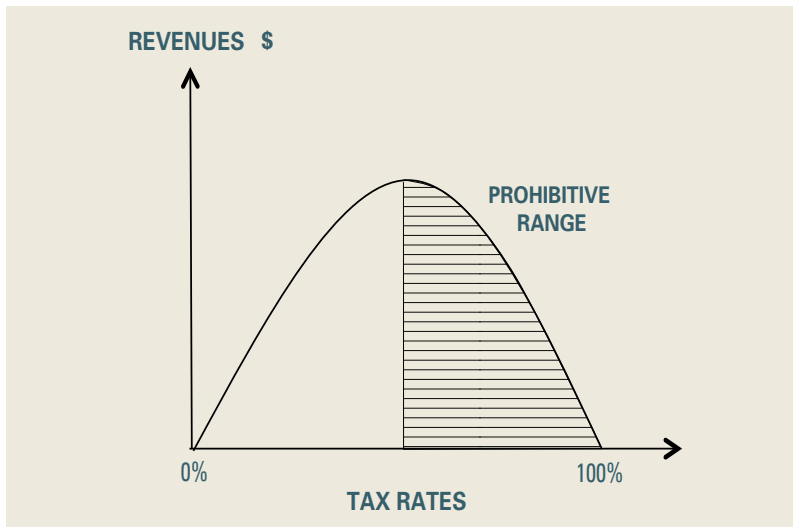 REVENUES $
PROHIBITIVE
RANGE
0%
100%
TAX RATES